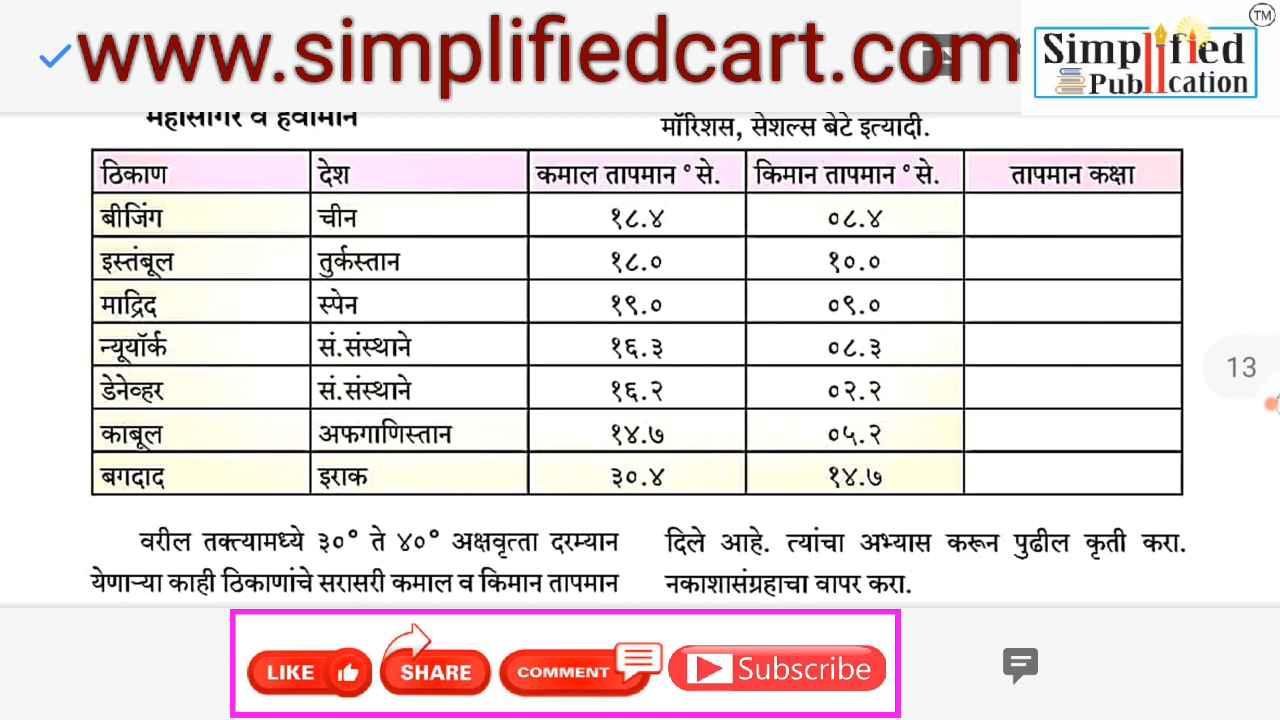 www.simplifiedcart.com
TM
Simplified
Publication
महासागर व हवामान
मॉरिशस, सेशल्स बेटे इत्यादी.
ठिकाण देश कमाल तापमान °से. किमान तापमान °से. तापमान कक्षा
बीजिंग चीन १८.४ ०८.४
इस्तंबूल तुर्कस्तान १८.० १०.०
माद्रिद स्पेन १९.० ०९.०
न्यूयॉर्क सं.संस्थाने १६.३ ०८.३
डेनेव्हर सं.संस्थाने १६.२ ०२.२
काबूल अफगाणिस्तान १४.७ ०५.२
बगदाद इराक ३०.४ १४.७
13
वरील तक्त्यामध्ये ३०° ते ४०° अक्षवृत्ता दरम्यान
येणाऱ्या काही ठिकाणांचे सरासरी कमाल व किमान तापमान
दिले आहे. त्यांचा अभ्यास करून पुढील कृती करा.
नकाशासंग्रहाचा वापर करा.
LIKE SHARE COMMENT Subscribe